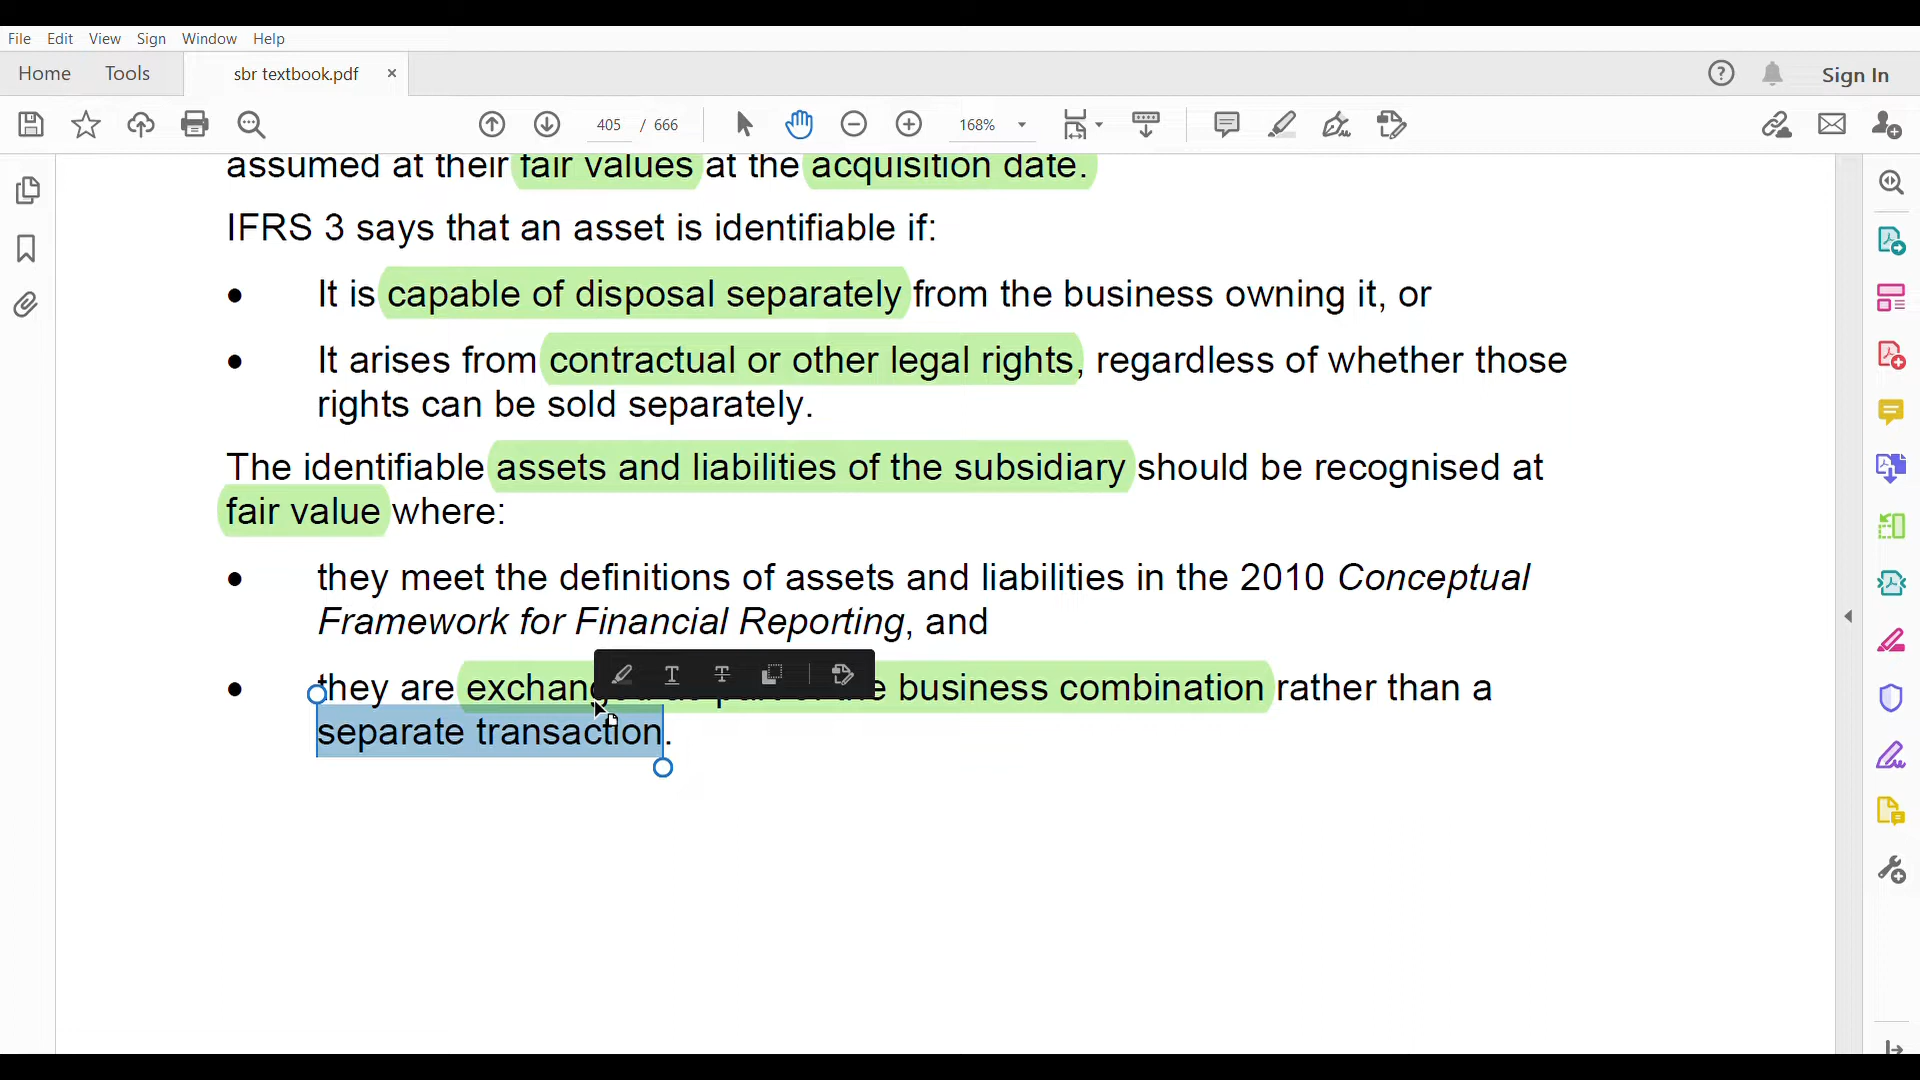 File Edit View Sign Window Help
Home Tools sbr textbook.pdf × Sign In
405 / 666 168%
assumed at their fair values at the acquisition date.
IFRS 3 says that an asset is identifiable if:
• It is capable of disposal separately from the business owning it, or
• It arises from contractual or other legal rights, regardless of whether those
rights can be sold separately.
The identifiable assets and liabilities of the subsidiary should be recognised at
fair value where:
• they meet the definitions of assets and liabilities in the 2010 Conceptual
Framework for Financial Reporting, and
• they are business combination rather than a
separate transaction.